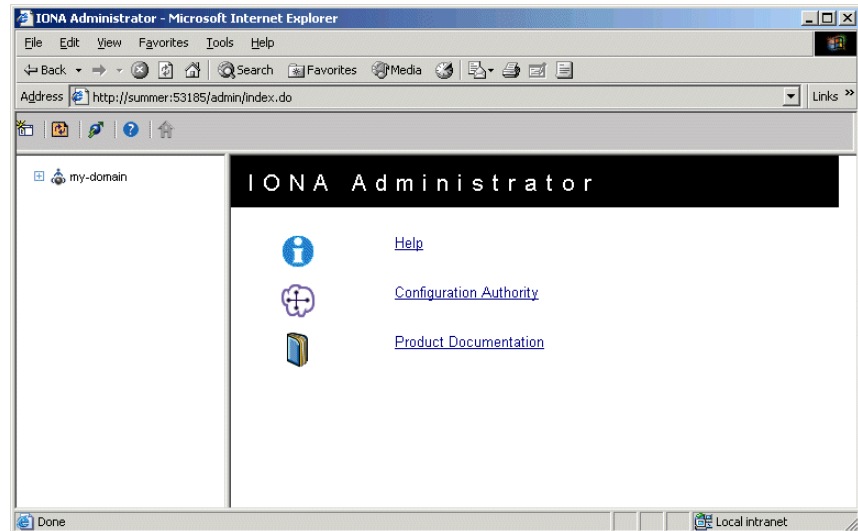 IONA Administrator - Microsoft Internet Explorer
File Edit View Favorites Tools Help
Back Search Favorites Media
Address http://summer:53185/admin/index.do Links »
my-domain
IONA Administrator
Help
Configuration Authority
Product Documentation
Done Local intranet